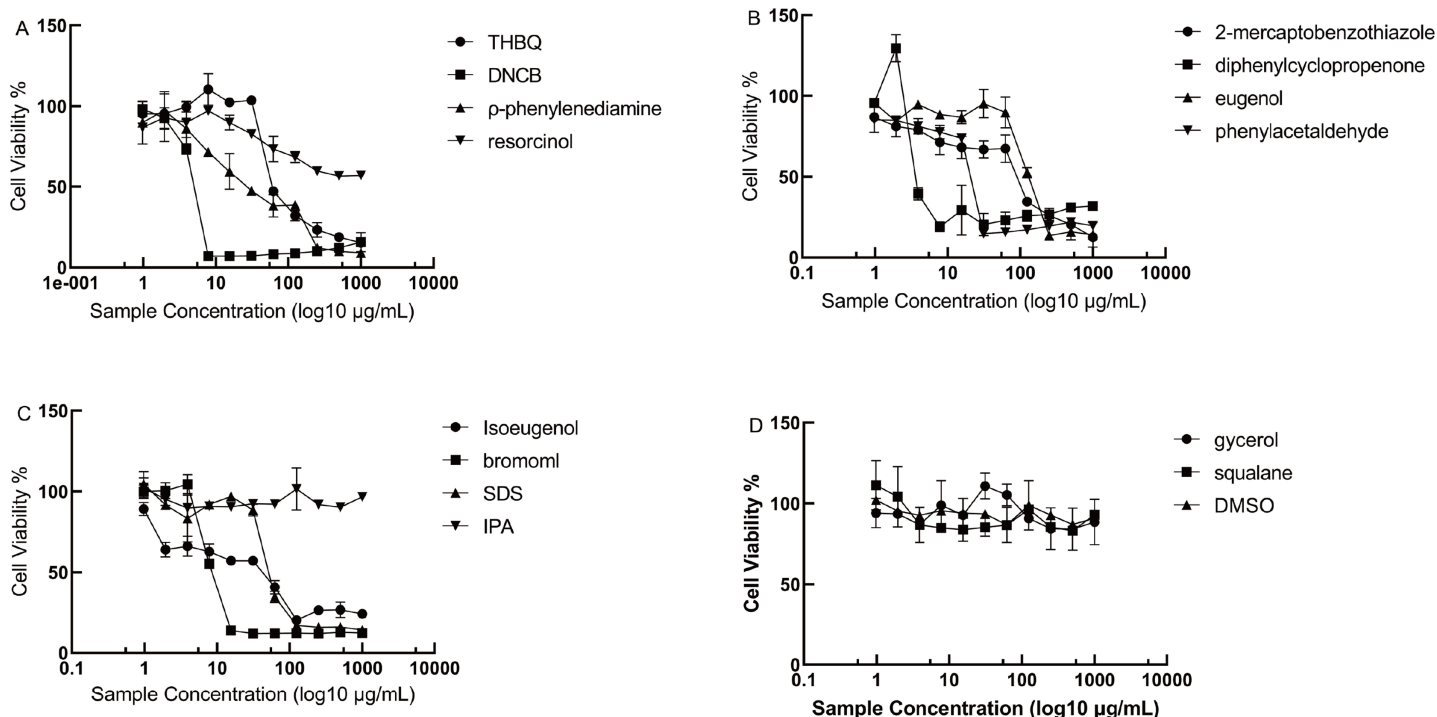 A
150
100
50
0
Cell Viability %
1e-001
1
10
100
1000
10000
Sample Concentration (log10 µg/mL)
THBQ
DNCB
ρ-phenylenediamine
resorcinol
B
150
100
50
0
Cell Viability %
0.1
1
10
100
1000
10000
Sample Concentration (log10 µg/mL)
2-mercaptobenzothiazole
diphenylcyclopropenone
eugenol
phenylacetaldehyde
C
150
100
50
0
Cell Viability %
0.1
1
10
100
1000
10000
Sample Concentration (log10 µg/mL)
Isoeugenol
bromoml
SDS
IPA
D
150
100
50
0
Cell Viability %
0.1
1
10
100
1000
10000
Sample Concentration (log10 µg/mL)
gycerol
squalane
DMSO